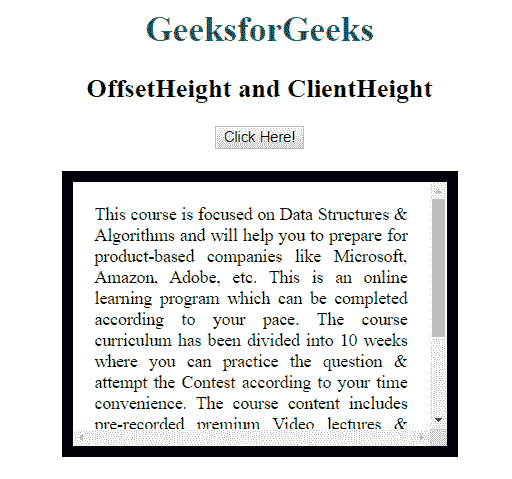 GeeksforGeeks
OffsetHeight and ClientHeight
Click Here!
This course is focused on Data Structures &
Algorithms and will help you to prepare for
product-based companies like Microsoft,
Amazon, Adobe, etc. This is an online
learning program which can be completed
according to your pace. The course
curriculum has been divided into 10 weeks
where you can practice the question &
attempt the Contest according to your time
convenience. The course content includes
pre-recorded premium Video lectures &